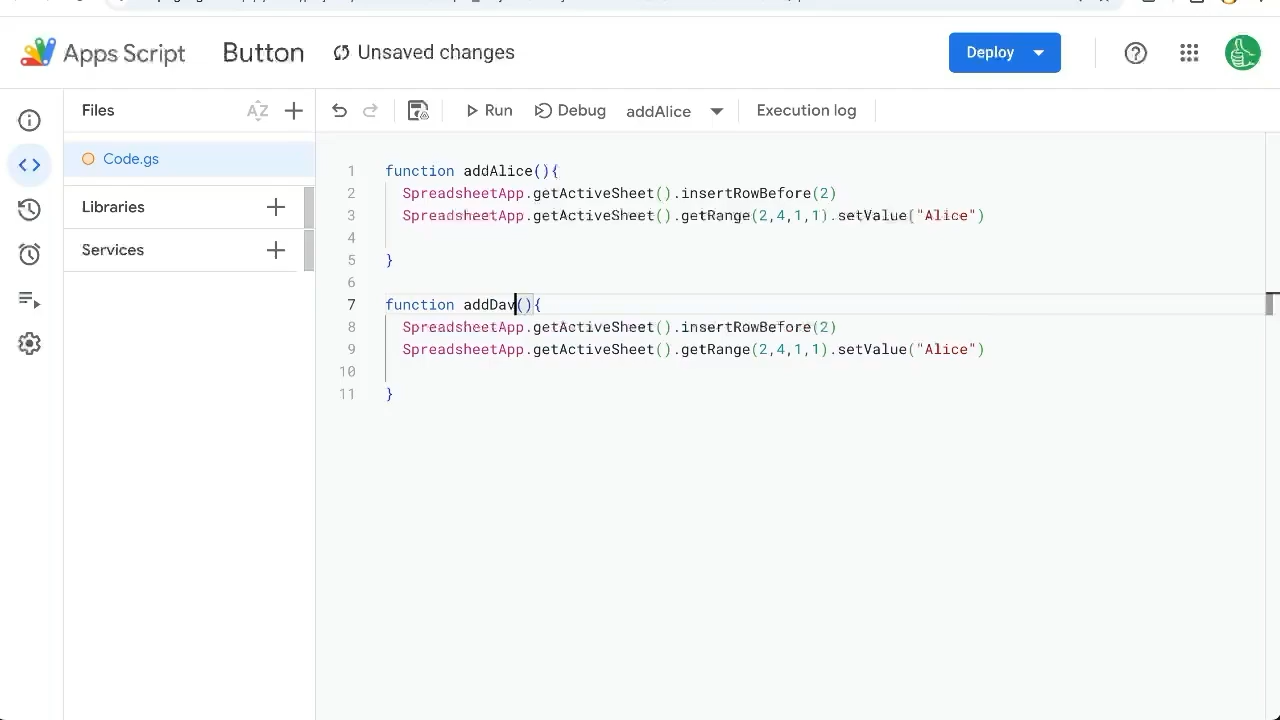 Apps Script Button Unsaved changes Deploy
Files AZ Run Debug addAlice Execution log
Code.gs
Libraries
Services
1 function addAlice(){
2 SpreadsheetApp.getActiveSheet().insertRowBefore(2)
3 SpreadsheetApp.getActiveSheet().getRange(2,4,1,1).setValue("Alice")
4
5 }
6
7 function addDav(){
8 SpreadsheetApp.getActiveSheet().insertRowBefore(2)
9 SpreadsheetApp.getActiveSheet().getRange(2,4,1,1).setValue("Alice")
10
11 }